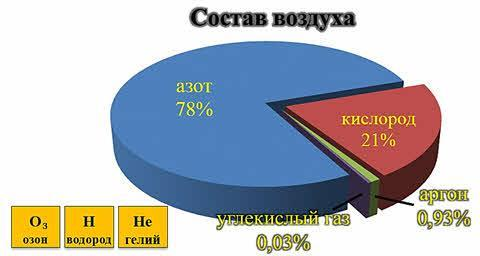 Состав воздуха
азот
78%
кислород
21%
аргон
0,93%
углекислый газ
0,03%
O₃
озон
H
водород
He
гелий